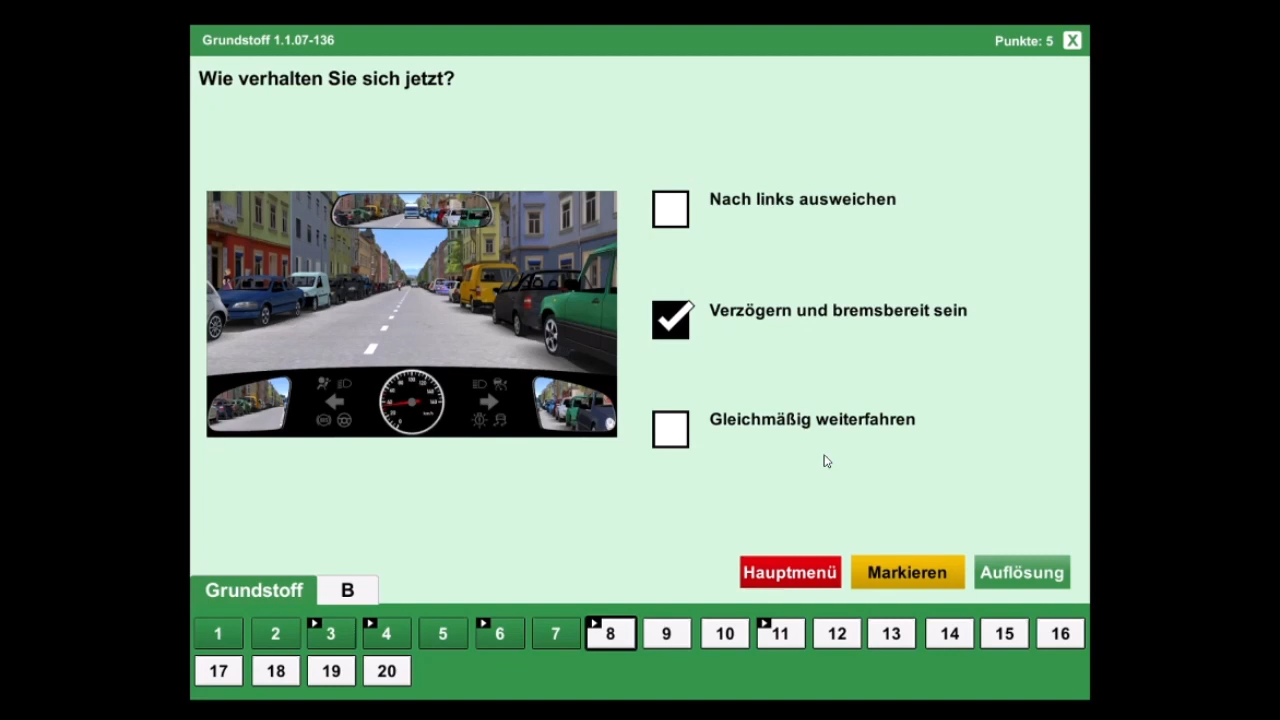 Grundstoff 1.1.07-136
Punkte: 5 X
Wie verhalten Sie sich jetzt?
Nach links ausweichen
Verzögern und bremsbereit sein
Gleichmäßig weiterfahren
Hauptmenü Markieren Auflösung
Grundstoff B
1 2 3 4 5 6 7 8 9 10 11 12 13 14 15 16
17 18 19 20